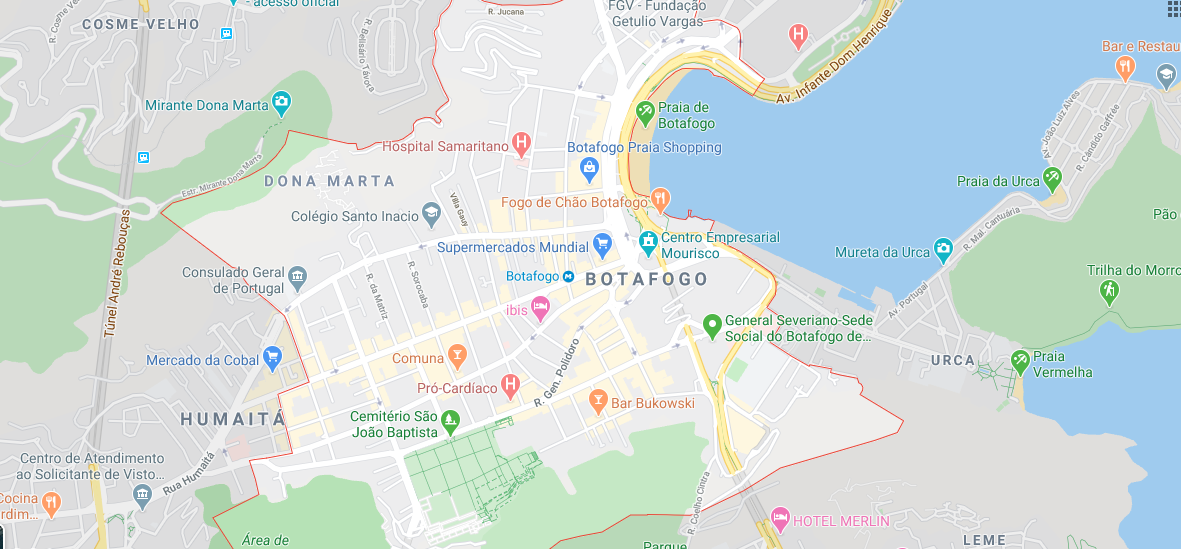 - acesso oficial
COSME VELHO
R. Cosme Velho
R. Belisário Távora
R. Jucana
FGV - Fundação
Getulio Vargas
Av. Infante Dom Henrique
Bar e Restau
Mirante Dona Marta
Praia de
Botafogo
Hospital Samaritano
Botafogo Praia Shopping
Av. João Luiz Alves
R. Cândido Gaffrée
Estr. Mirante Dona Marta
DONA MARTA
Praia da Urca
Villa Gauy
Fogo de Chão Botafogo
Colégio Santo Inacio
R. Mal. Cantuária
Pão
Túnel André Rebouças
Supermercados Mundial
Centro Empresarial
Mourisco
Mureta da Urca
Consulado Geral
de Portugal
R. da Matriz
R. Sorocaba
Botafogo
BOTAFOGO
Trilha do Morro
Av. Portugal
ibis
General Severiano-Sede
Social do Botafogo de...
Mercado da Cobal
Comuna
R. Gen. Polidoro
URCA
Praia
Vermelha
Pró-Cardíaco
Bar Bukowski
HUMAITÁ
Cemitério São
João Baptista
Centro de Atendimento
ao Solicitante de Visto...
Rua Humaitá
Cocina
rdim...
R. Coelho Cintra
HOTEL MERLIN
Área de
Parque
LEME